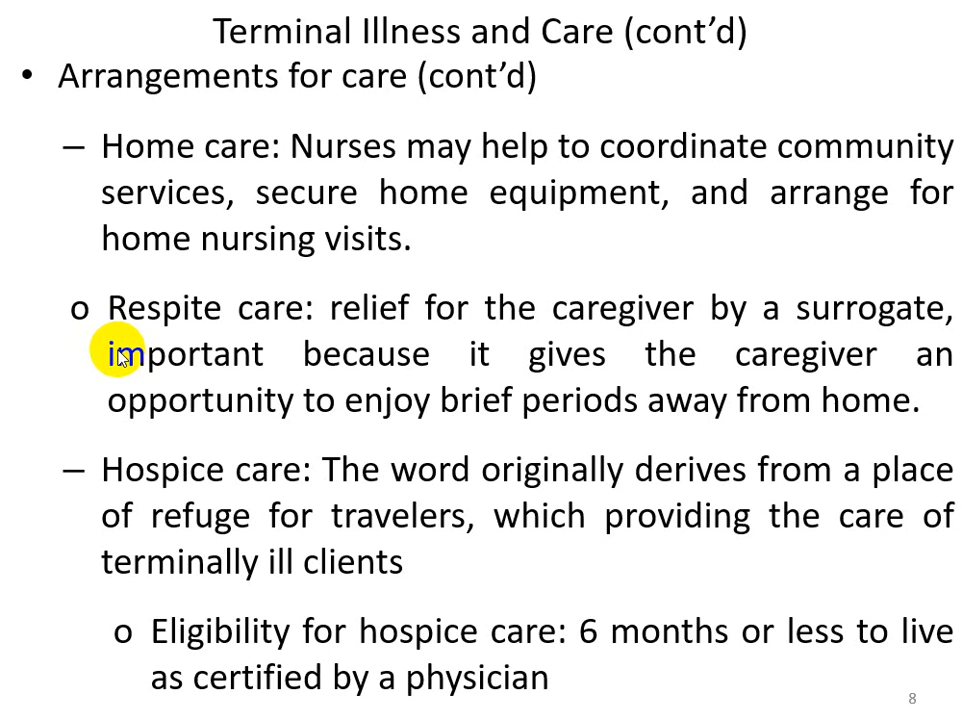 Terminal Illness and Care (cont’d)
• Arrangements for care (cont’d)
– Home care: Nurses may help to coordinate community
services, secure home equipment, and arrange for
home nursing visits.
o Respite care: relief for the caregiver by a surrogate,
important because it gives the caregiver an
opportunity to enjoy brief periods away from home.
– Hospice care: The word originally derives from a place
of refuge for travelers, which providing the care of
terminally ill clients
o Eligibility for hospice care: 6 months or less to live
as certified by a physician
8